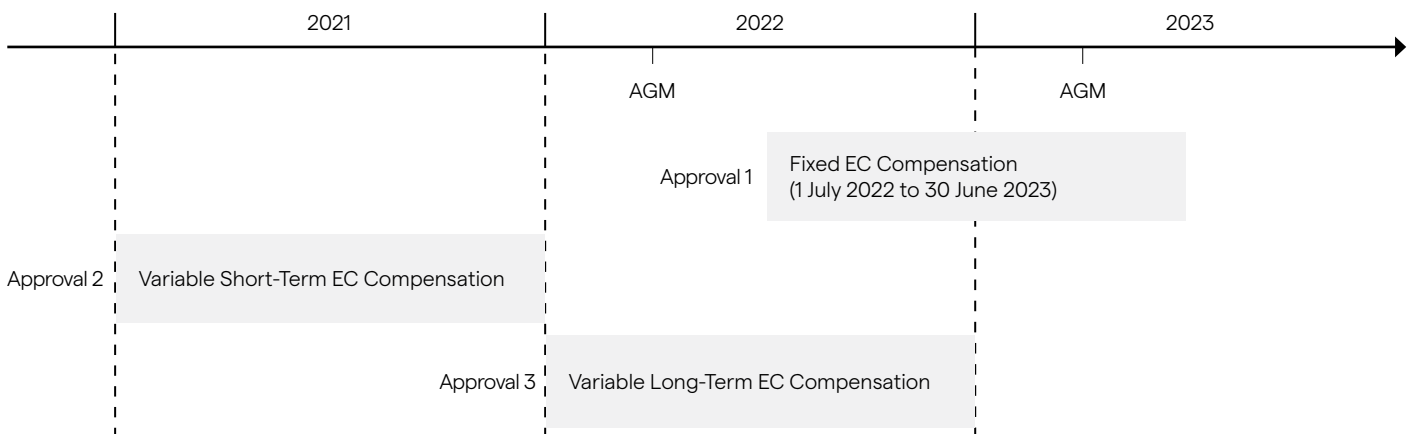 2021
2022
2023
AGM
AGM
Approval 1
Fixed EC Compensation
(1 July 2022 to 30 June 2023)
Approval 2
Variable Short-Term EC Compensation
Approval 3
Variable Long-Term EC Compensation